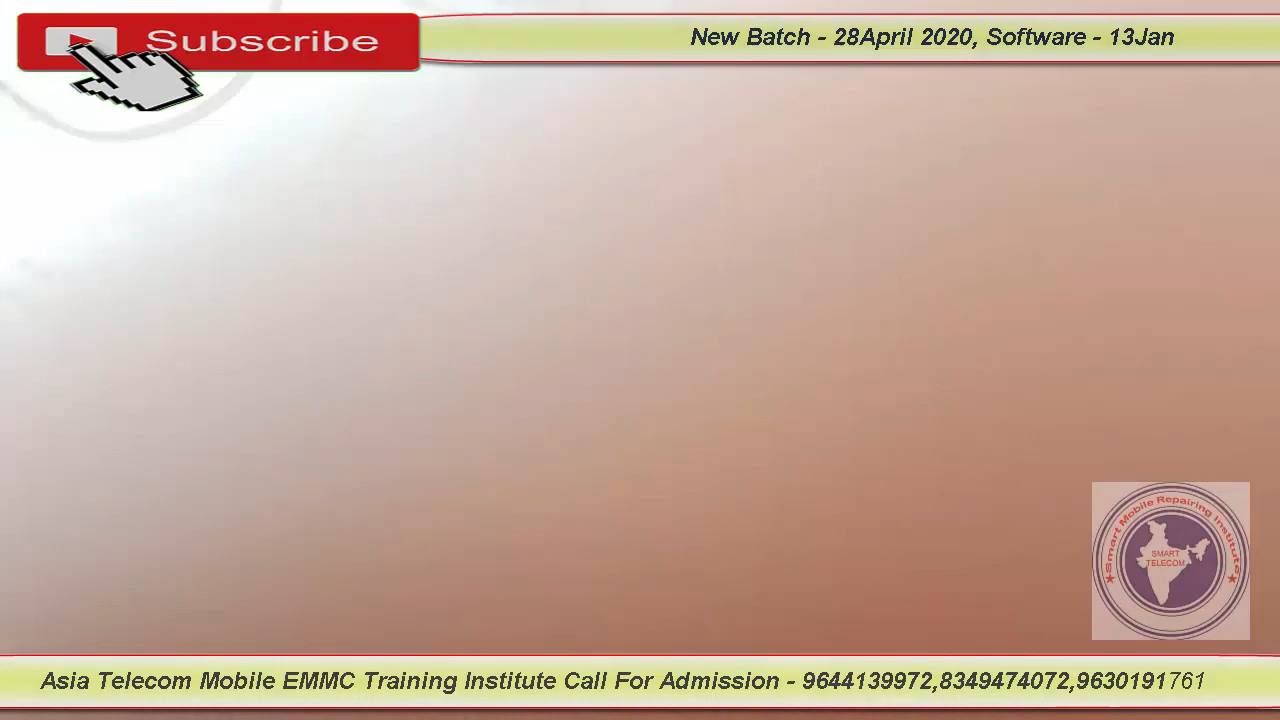 Subscribe
New Batch - 28April 2020, Software - 13Jan
Smart Mobile Repairing Institute
SMART
TELECOM
Asia Telecom Mobile EMMC Training Institute Call For Admission - 9644139972,8349474072,9630191761